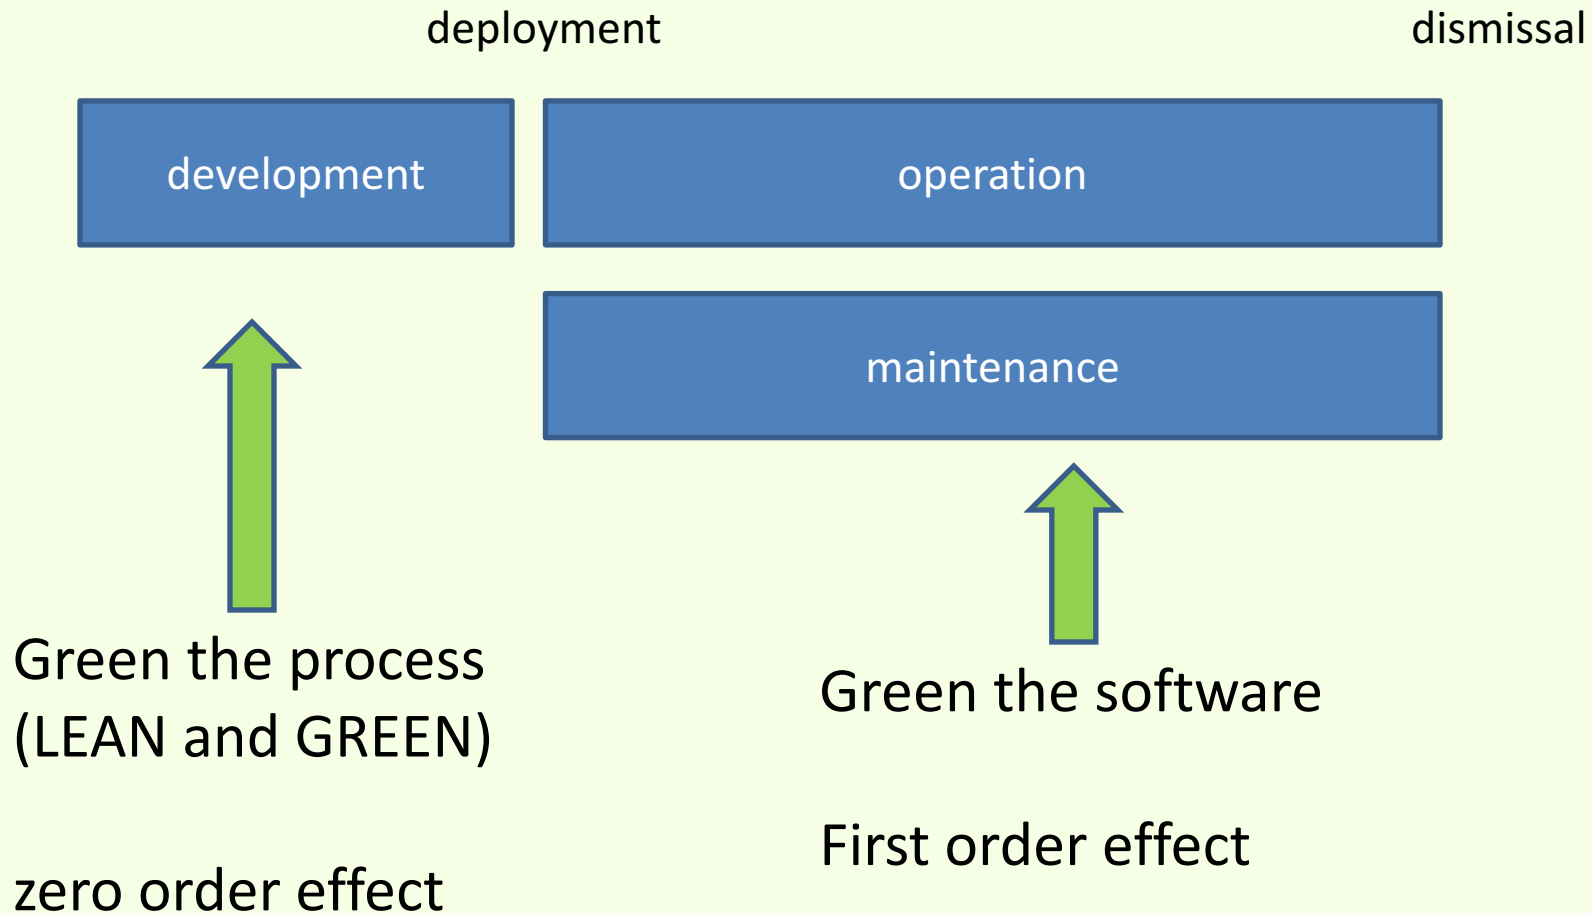 deployment
dismissal
development
operation
maintenance
Green the process
(LEAN and GREEN)
zero order effect
Green the software
First order effect